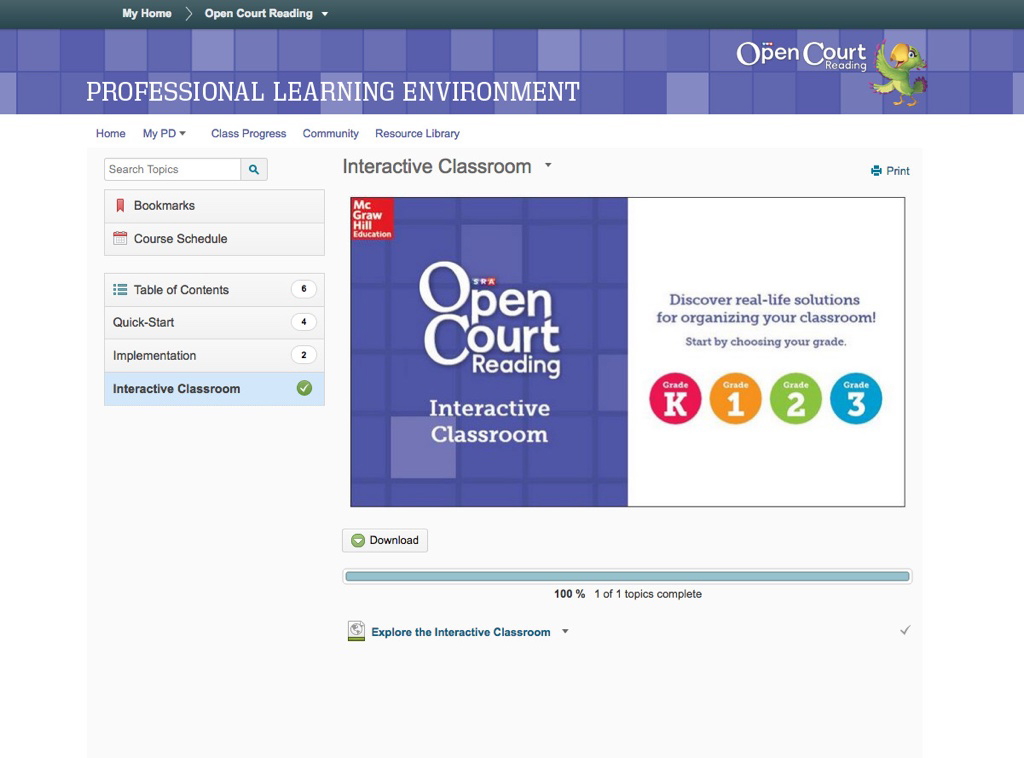 My Home
Open Court Reading
Open Court
Reading
PROFESSIONAL LEARNING ENVIRONMENT
Home
My PD
Class Progress
Community
Resource Library
Search Topics
Bookmarks
Course Schedule
Table of Contents
6
Quick-Start
4
Implementation
2
Interactive Classroom
Interactive Classroom
Print
Mc
Graw
Hill
Education
SRA
Open
Court
Reading
Interactive
Classroom
Discover real-life solutions
for organizing your classroom!
Start by choosing your grade.
Grade
K
Grade
1
Grade
2
Grade
3
Download
100 % 1 of 1 topics complete
Explore the Interactive Classroom